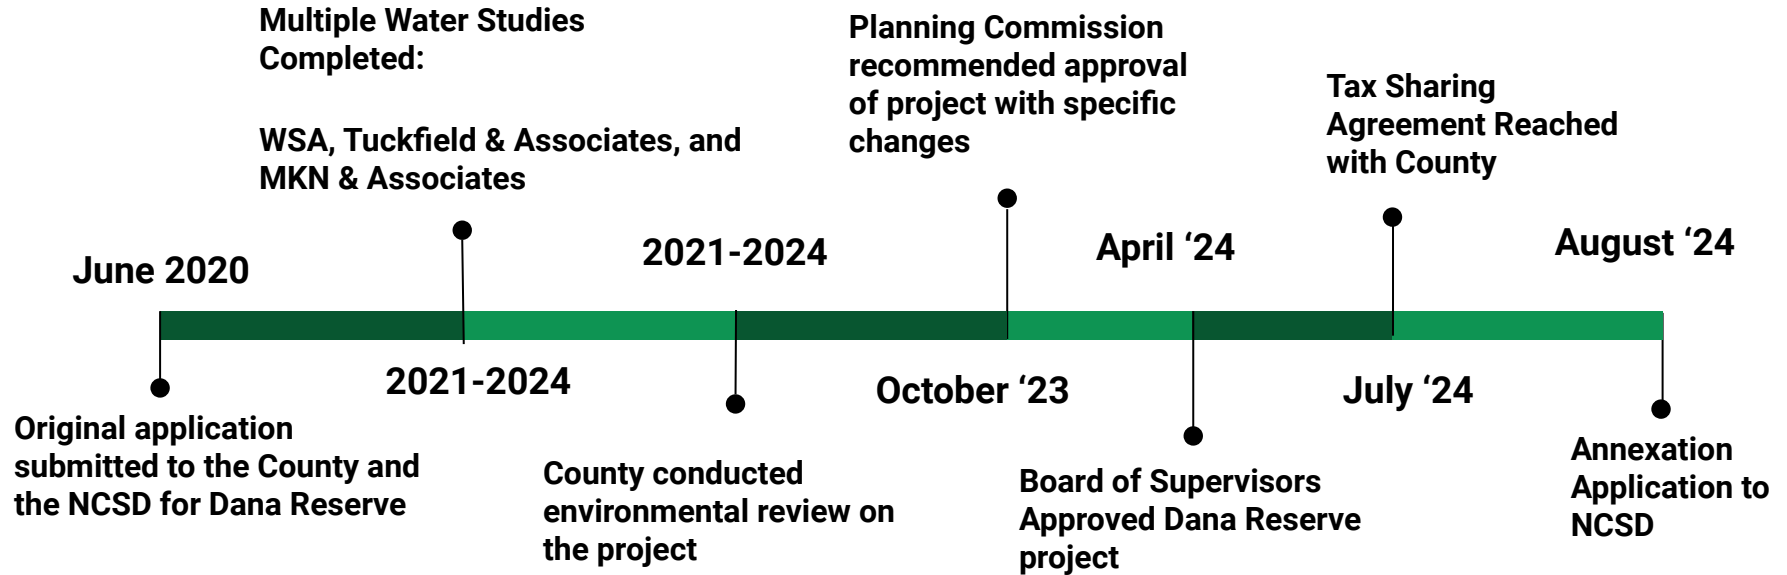 June 2020
Original application
submitted to the County and
the NCSD for Dana Reserve
Multiple Water Studies
Completed:
WSA, Tuckfield & Associates, and
MKN & Associates
2021-2024
2021-2024
County conducted
environmental review on
the project
Planning Commission
recommended approval
of project with specific
changes
October ‘23
April ‘24
Board of Supervisors
Approved Dana Reserve
project
Tax Sharing
Agreement Reached
with County
July ‘24
August ‘24
Annexation
Application to
NCSD